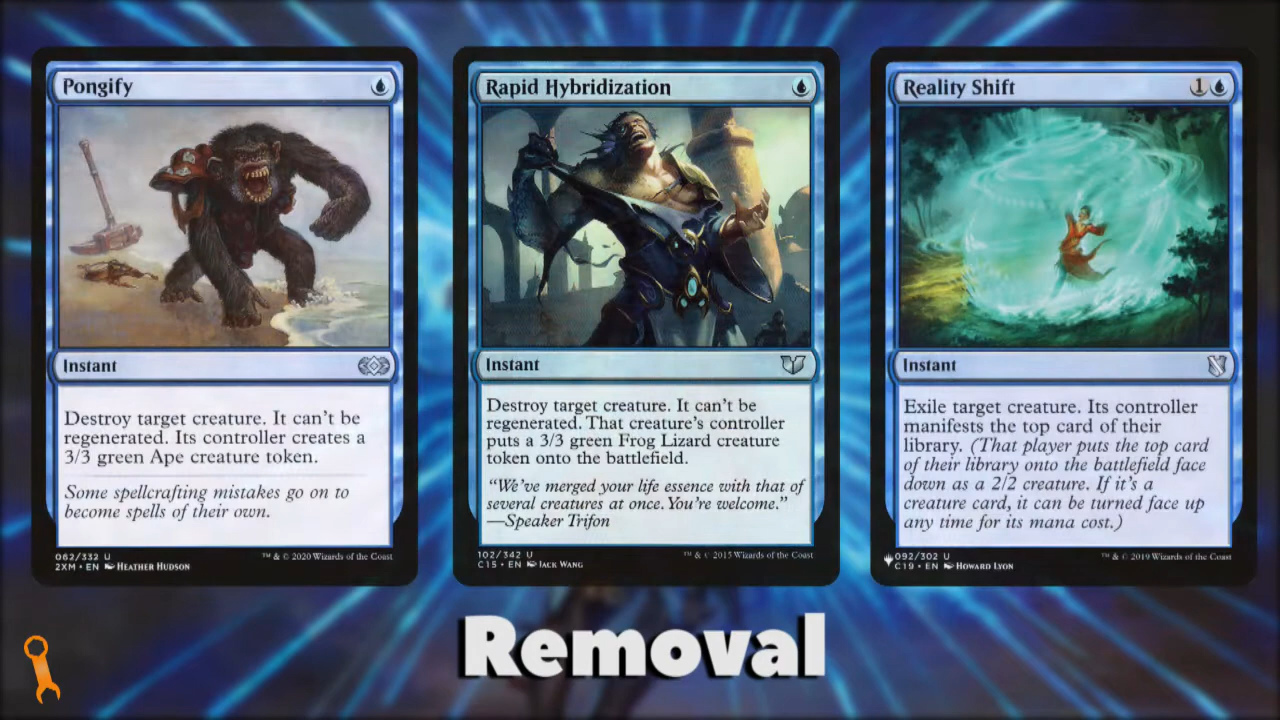 Pongify
Instant
Destroy target creature. It can't be
regenerated. Its controller creates a
3/3 green Ape creature token.
Some spellcrafting mistakes go on to
become spells of their own.
062/332 U
2XM • EN Heather Hudson
™ & © 2020 Wizards of the Coast
Rapid Hybridization
Instant
Destroy target creature. It can't be
regenerated. That creature's controller
puts a 3/3 green Frog Lizard creature
token onto the battlefield.
"We've merged your life essence with that of
several creatures at once. You're welcome."
—Speaker Trifon
102/342 U
C15 • EN Jack Wang
™ & © 2015 Wizards of the Coast
Reality Shift 1
Instant
Exile target creature. Its controller
manifests the top card of their
library. (That player puts the top card
of their library onto the battlefield face
down as a 2/2 creature. If it's a
creature card, it can be turned face up
any time for its mana cost.)
092/302 U
C19 • EN Howard Lyon
™ & © 2019 Wizards of the Coast
Removal